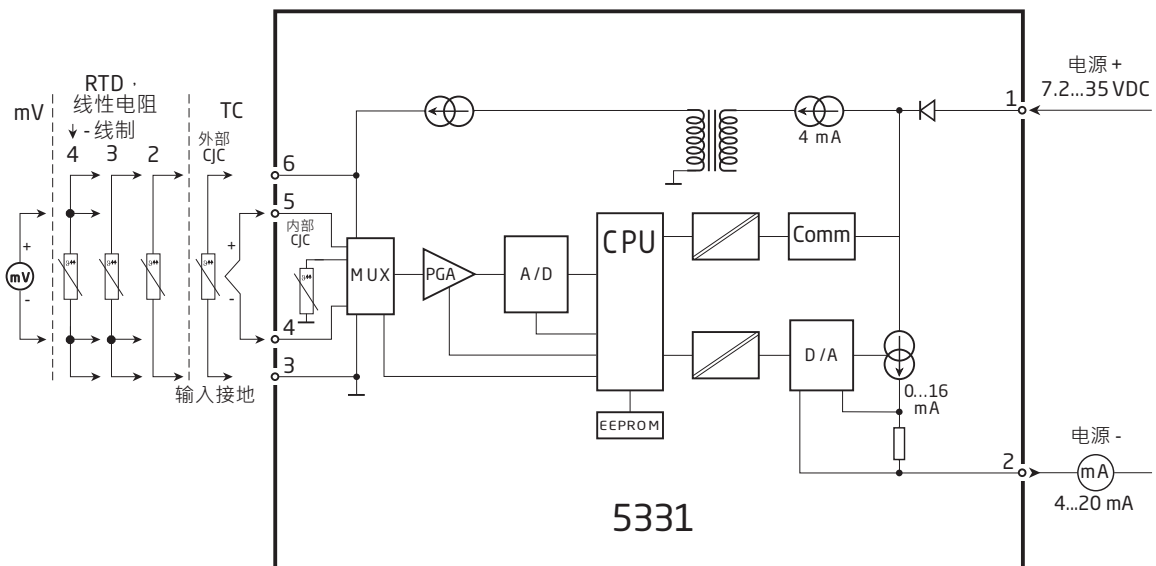 mV
RTD ·
线性电阻
- 线制
4 3 2
TC
外部
CJC
+
-
mV
+
-
输入接地
6
5
4
3
内部
CJC
MUX
PGA
A/D
CPU
EEPROM
Comm
D/A
4 mA
0...16
mA
1
2
电源 +
7.2...35 VDC
电源 -
mA
4...20 mA
5331